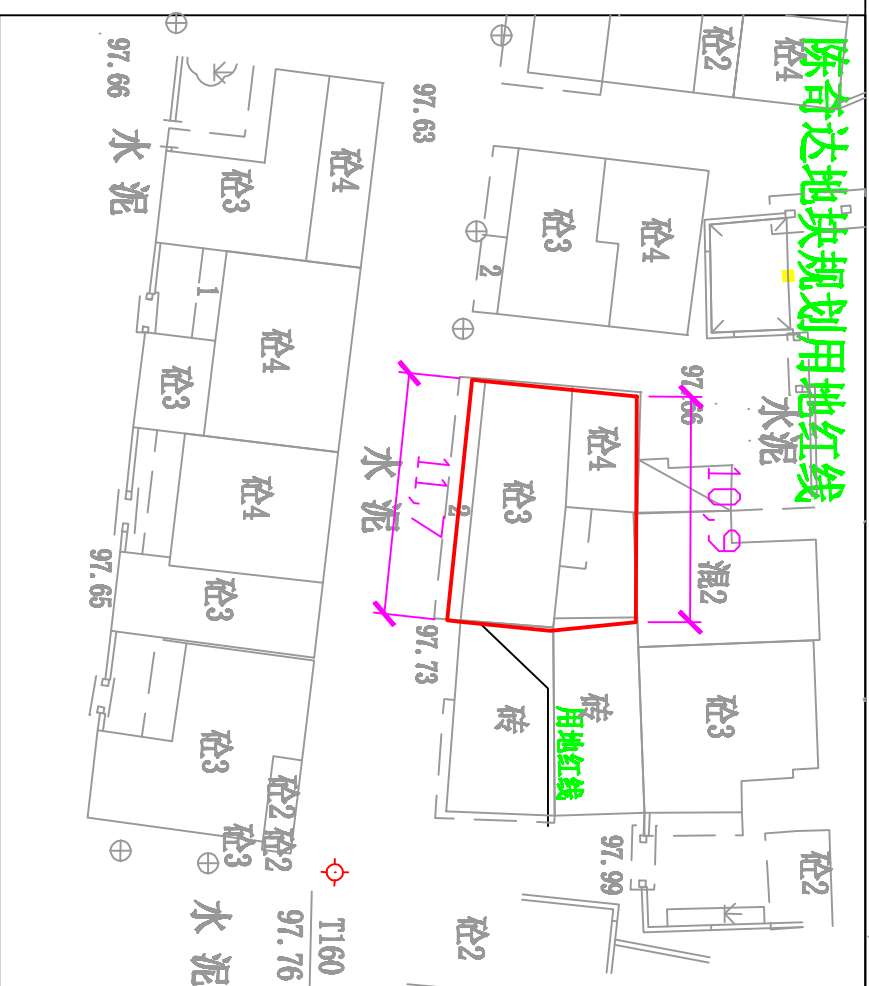 陈奇达地块规划用地红线
砼4
砼2
97.63
97.66
水泥
砼4
砼3
砼4
砼3
2
1
砼4
砼3
97.66
水泥
10,9
混2
砼4
砼3
2
11,7
水泥
砼4
97.65
砼3
97.73
砼3
砖
砖
用地红线
砼3
砼2
砼2
砼3
97.99
砼2
砼2
T160
97.76
水泥